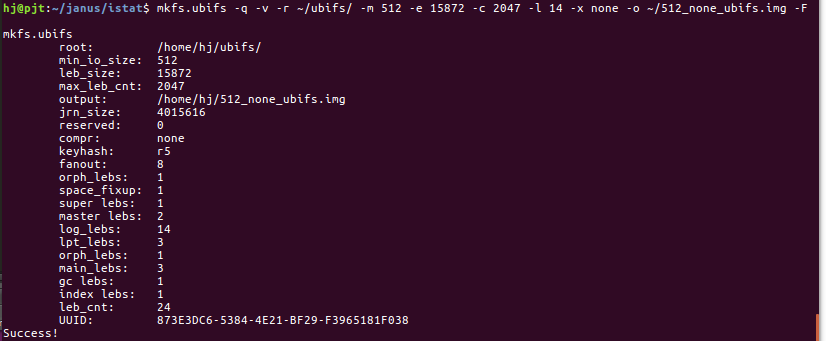 hj@pjt:~/janus/istat$ mkfs.ubifs -q -v -r ~/ubifs/ -m 512 -e 15872 -c 2047 -l 14 -x none -o ~/512_none_ubifs.img -F
mkfs.ubifs
root: /home/hj/ubifs/
min_io_size: 512
leb_size: 15872
max_leb_cnt: 2047
output: /home/hj/512_none_ubifs.img
jrn_size: 4015616
reserved: 0
compr: none
keyhash: r5
fanout: 8
orph_lebs: 1
space_fixup: 1
super lebs: 1
master lebs: 2
log_lebs: 14
lpt_lebs: 3
orph_lebs: 1
main_lebs: 3
gc lebs: 1
index lebs: 1
leb_cnt: 24
UUID: 873E3DC6-5384-4E21-BF29-F3965181F038
Success!